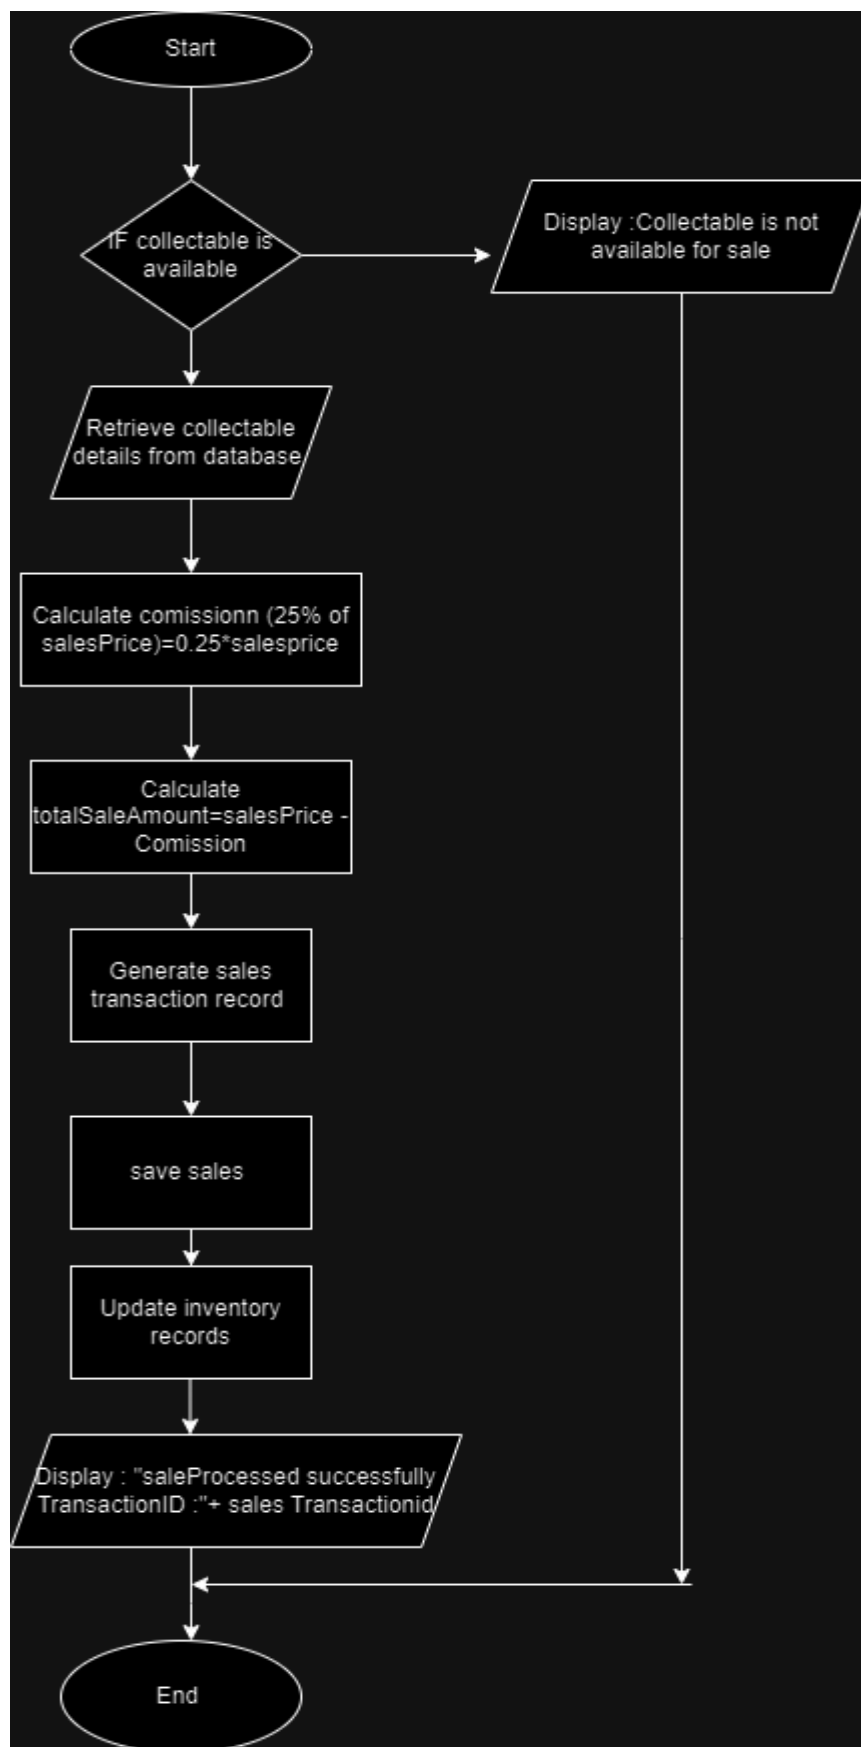 Start
IF collectable is
available
Display :Collectable is not
available for sale
Retrieve collectable
details from database
Calculate comissionn (25% of
salesPrice)=0.25*salesprice
Calculate
totalSaleAmount=salesPrice -
Comission
Generate sales
transaction record
save sales
Update inventory
records
Display : "saleProcessed successfully
TransactionID :"+ sales Transactionid
End